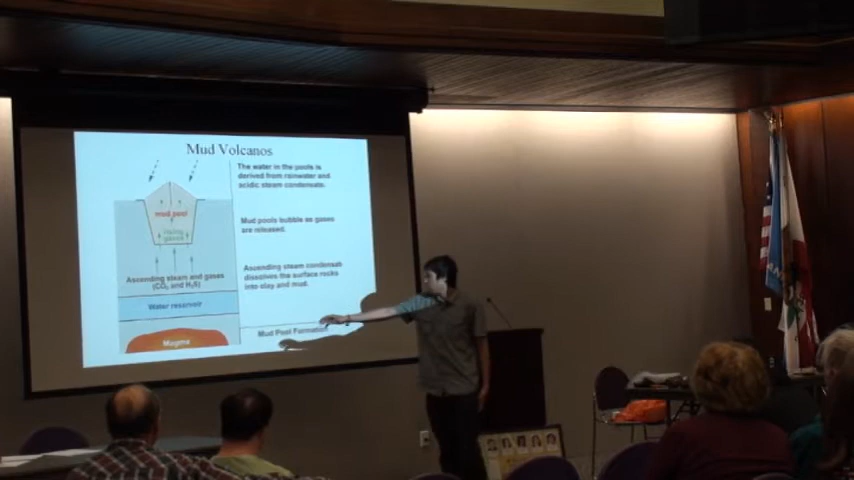 Mud Volcanos
The water in the pools is
derived from rainwater and
acidic steam condensate.
mud pool
Mud pools bubble as gases
are released.
Ascending steam and gases
(CO₂ and H₂S)
Ascending steam condensate
dissolves the surface rocks
into clay and mud.
Water reservoir
Mud Pool Formation
Magma